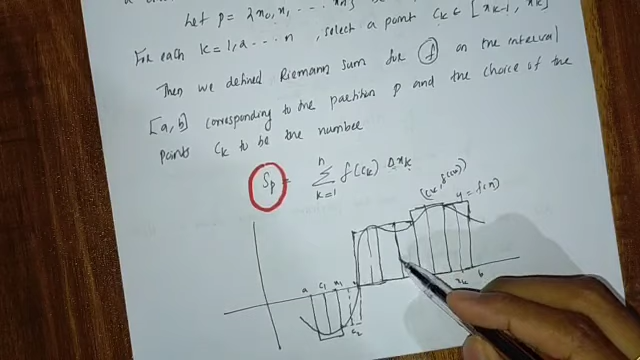 Let P = {x0, x1, .... xn}
For each k = 1, 2 .... n , select a point Ck ∈ [xk-1, xk]
Then we defined Riemann sum for f on the interval
[a, b] corresponding to the partition P and the choice of the
points Ck to be the number
Sp = n∑k=1 f(Ck) Δxk
(Ck, f(Ck))
y = f(x)
a C1 x1 xk b
C2